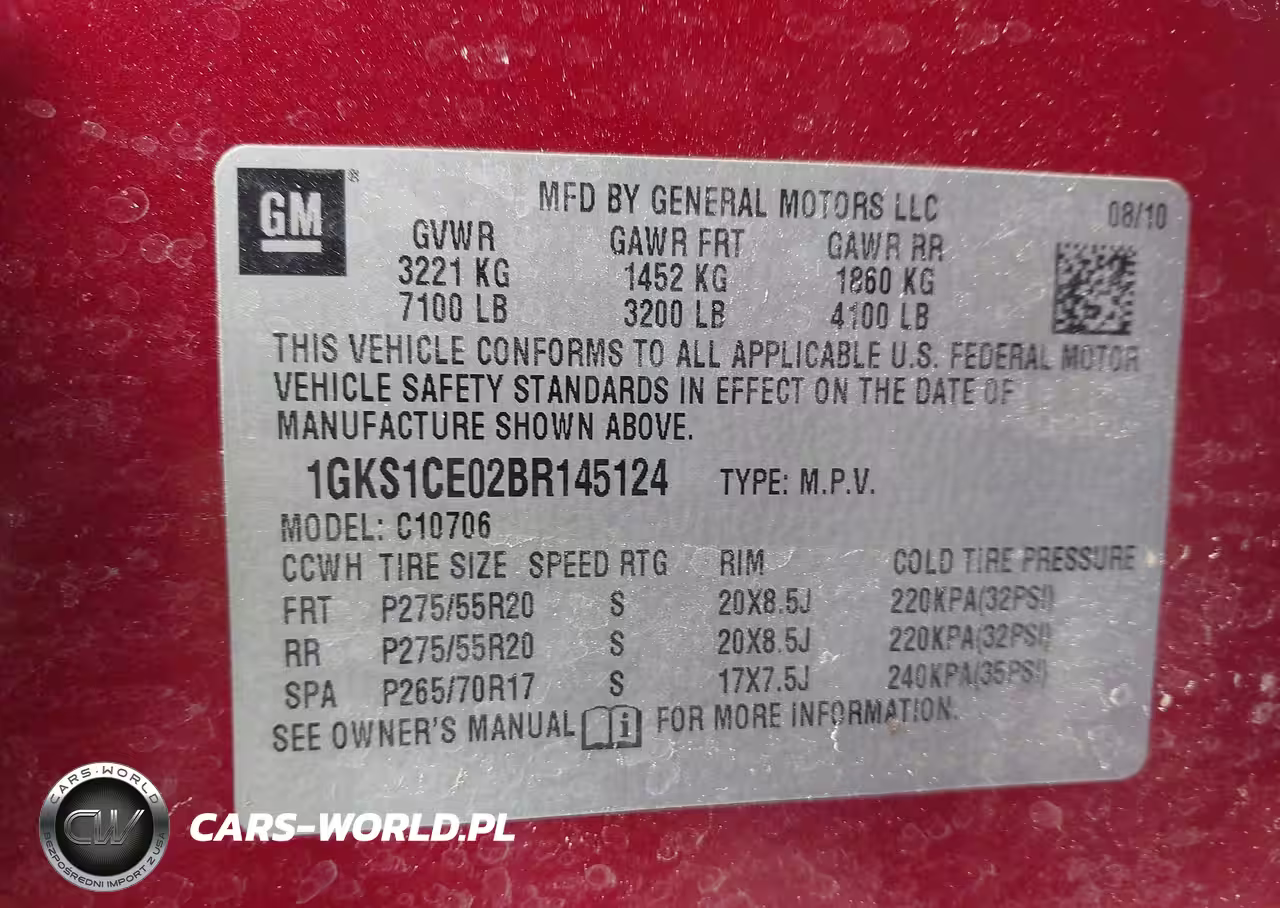 GM ®
MFD BY GENERAL MOTORS LLC 08/10
GVWR GAWR FRT GAWR RR
3221 KG 1452 KG 1860 KG
7100 LB 3200 LB 4100 LB
THIS VEHICLE CONFORMS TO ALL APPLICABLE U.S. FEDERAL MOTOR
VEHICLE SAFETY STANDARDS IN EFFECT ON THE DATE OF
MANUFACTURE SHOWN ABOVE.
1GKS1CE02BR145124 TYPE: M.P.V.
MODEL: C10706
CCWH TIRE SIZE SPEED RTG RIM COLD TIRE PRESSURE
FRT P275/55R20 S 20X8.5J 220KPA(32PSI)
RR P275/55R20 S 20X8.5J 220KPA(32PSI)
SPA P265/70R17 S 17X7.5J 240KPA(35PSI)
SEE OWNER'S MANUAL i FOR MORE INFORMATION.
CARS-WORLD
CW
BEZPOŚREDNI IMPORT Z USA
CARS-WORLD.PL